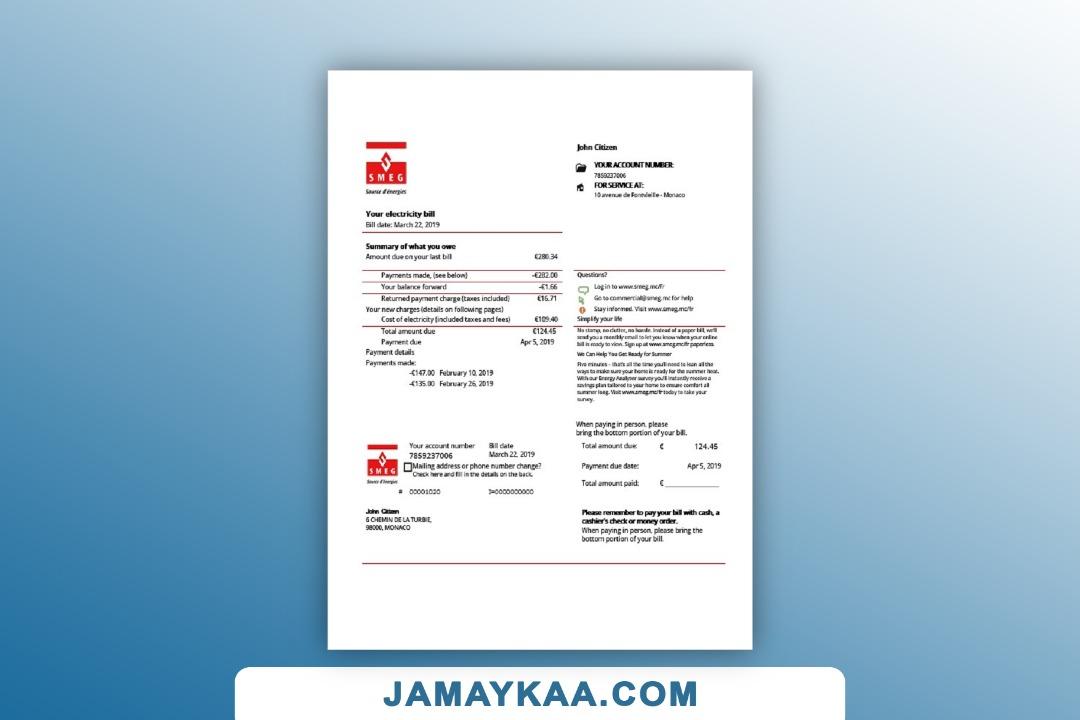 SMEG
Source d'énergies
John Citizen
YOUR ACCOUNT NUMBER:
7859237006
FOR SERVICE AT:
10 avenue de Fontvieille - Monaco
Your electricity bill
Bill date: March 22, 2019
Summary of what you owe
Amount due on your last bill €280.34
Payments made, (see below) -€282.00
Your balance forward -€1.66
Returned payment charge (taxes included) €16.71
Your new charges (details on following pages)
Cost of electricity (included taxes and fees) €109.40
Total amount due €124.45
Payment due Apr 5, 2019
Payment details
Payments made:
-€147.00 February 10, 2019
-€135.00 February 26, 2019
Questions?
Log in to www.smeg.mc/fr
Go to commercial@smeg.mc for help
Stay informed. Visit www.smeg.mc/fr
Simplify your life
No stamp, no clutter, no hassle. Instead of a paper bill, we'll
send you a monthly email to let you know when your online
bill is ready to view. Sign up at www.smeg.mc/fr paperless.
We Can Help You Get Ready for Summer
Five minutes - that's all the time you'll need to lean all the
ways to make sure your home is ready for the summer heat.
With our Energy Analyzer survey you'll instantly receive a
savings plan tailored to your home to ensure comfort all
summer long. Visit www.smeg.mc/fr today to take your
survey.
When paying in person, please
bring the bottom portion of your bill.
SMEG
Source d'énergies
Your account number Bill date
7859237006 March 22, 2019
Mailing address or phone number change?
Check here and fill in the details on the back.
# 00001020 J=0000000000
Total amount due: € 124.45
Payment due date: Apr 5, 2019
Total amount paid: €
John Citizen
6 CHEMIN DE LA TURBIE,
98000, MONACO
Please remember to pay your bill with cash, a
cashier's check or money order.
When paying in person, please bring the
bottom portion of your bill.
JAMAYKAA.COM